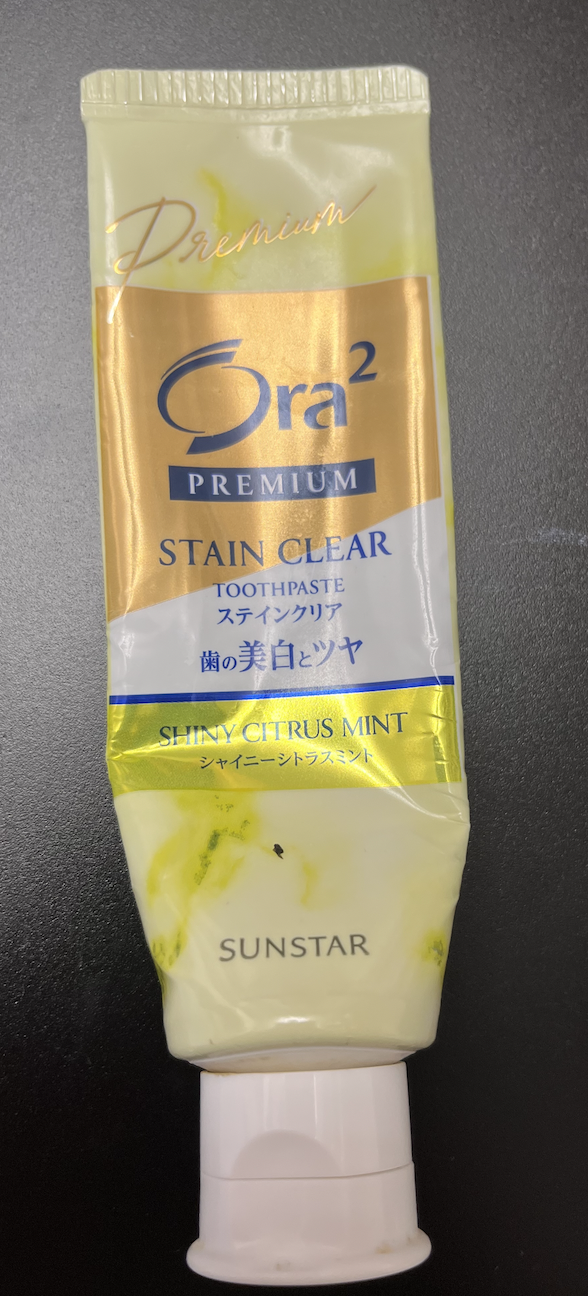 Premium
Ora²
PREMIUM
STAIN CLEAR
TOOTHPASTE
ステインクリア
歯の美白とツヤ
SHINY CITRUS MINT
シャイニーシトラスミント
SUNSTAR